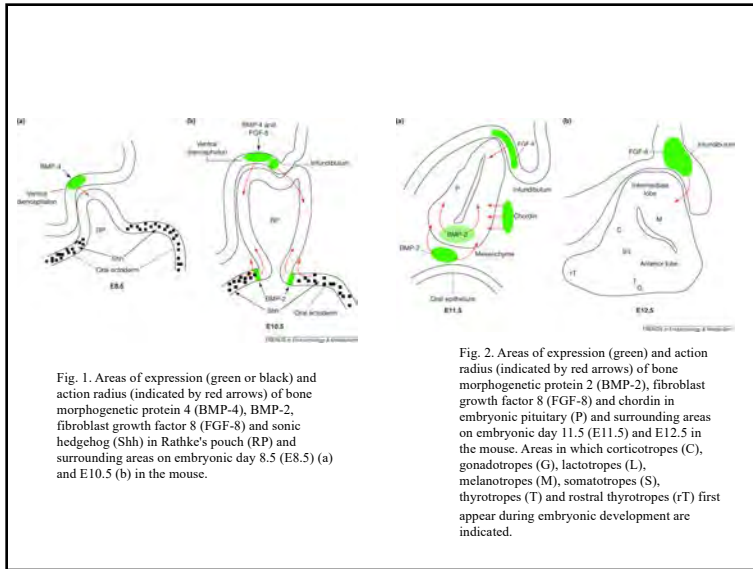 (a)
BMP-4
Ventral
diencephalon
RP
Shh
Oral ectoderm
E8.5
(b)
BMP-4 and
FGF-8
Ventral
diencephalon
Infundibulum
RP
BMP-2
Shh
Oral ectoderm
E10.5
TRENDS in Endocrinology & Metabolism
(a)
P
Infundibulum
Chordin
BMP-2
BMP-2
Mesenchyme
Oral epithelium
E11.5
(b)
Infundibulum
Intermediate
lobe
M
C
Anterior lobe
rT
T
G
E12.5
TRENDS in Endocrinology & Metabolism
Fig. 1. Areas of expression (green or black) and
action radius (indicated by red arrows) of bone
morphogenetic protein 4 (BMP-4), BMP-2,
fibroblast growth factor 8 (FGF-8) and sonic
hedgehog (Shh) in Rathke's pouch (RP) and
surrounding areas on embryonic day 8.5 (E8.5) (a)
and E10.5 (b) in the mouse.
Fig. 2. Areas of expression (green) and action
radius (indicated by red arrows) of bone
morphogenetic protein 2 (BMP-2), fibroblast
growth factor 8 (FGF-8) and chordin in
embryonic pituitary (P) and surrounding areas
on embryonic day 11.5 (E11.5) and E12.5 in
the mouse. Areas in which corticotropes (C),
gonadotropes (G), lactotropes (L),
melanotropes (M), somatotropes (S),
thyrotropes (T) and rostral thyrotropes (rT) first
appear during embryonic development are
indicated.